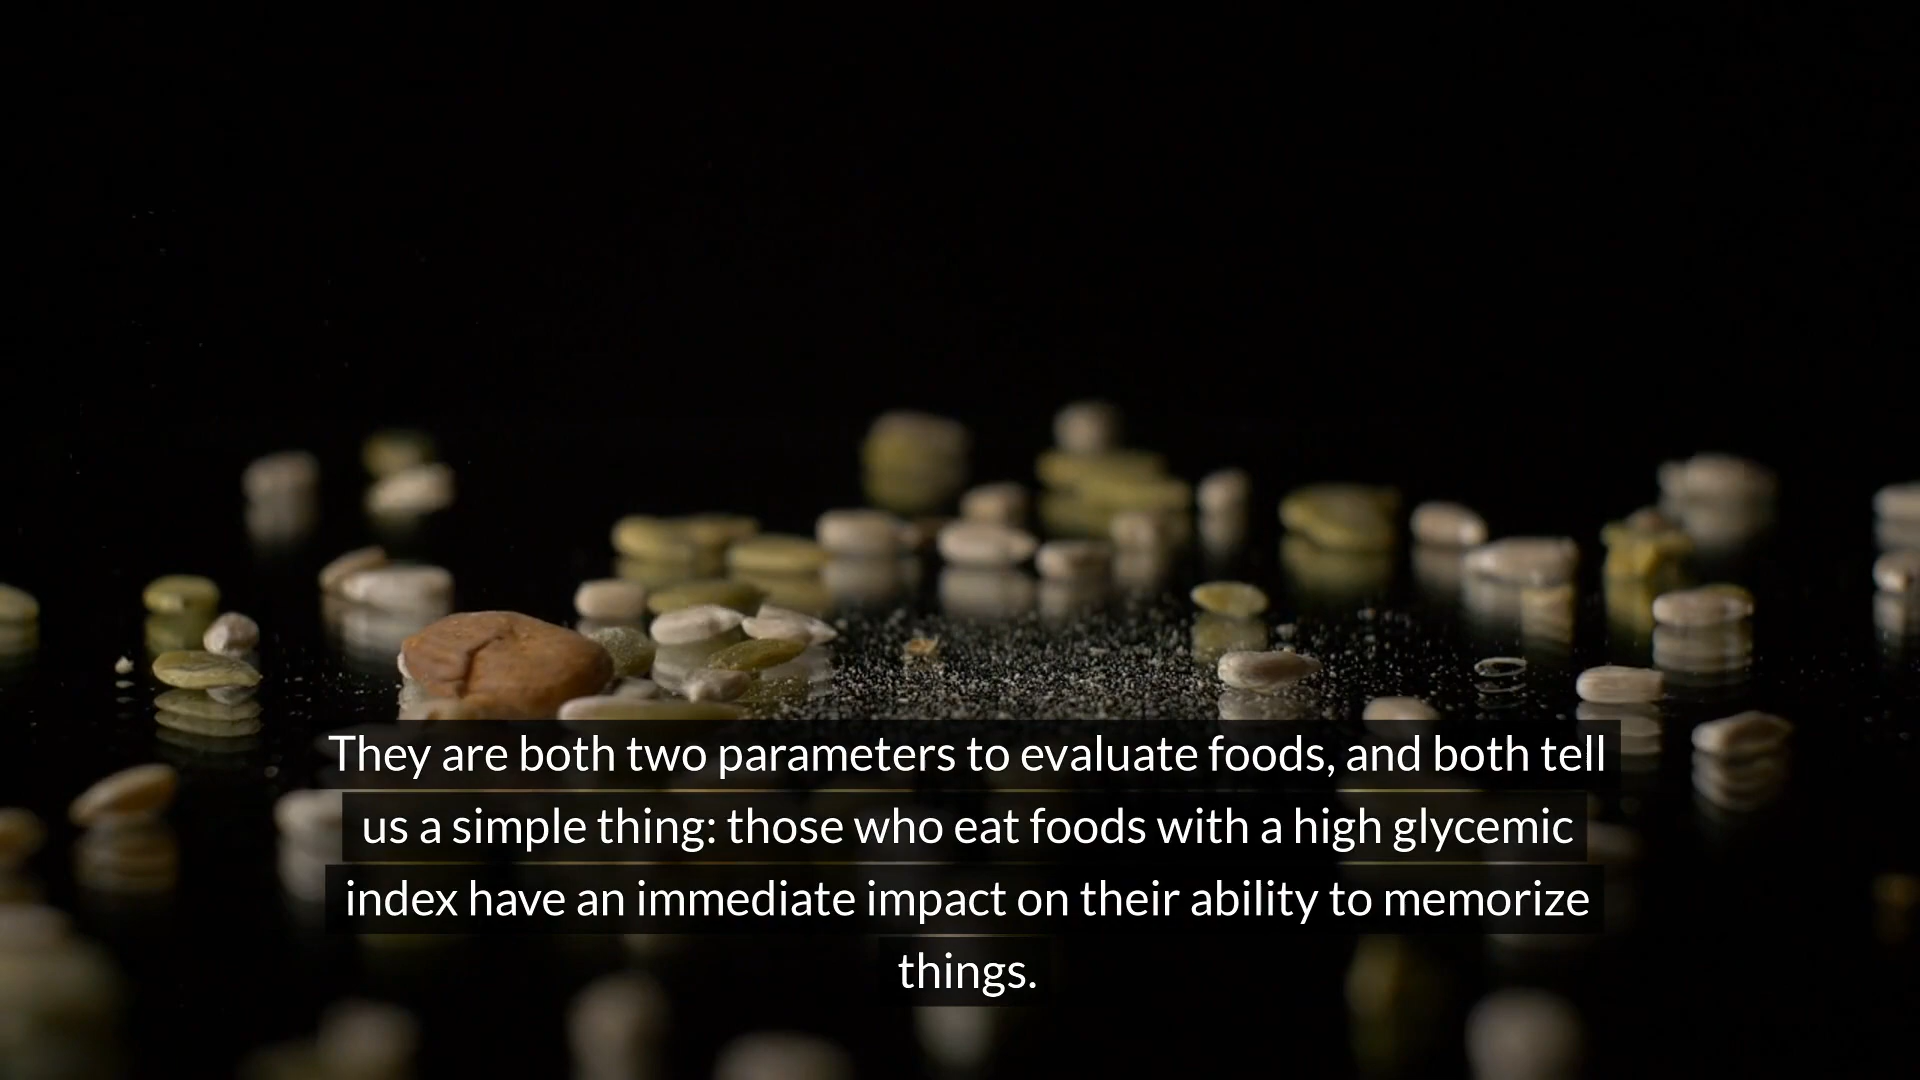 They are both two parameters to evaluate foods, and both tell
us a simple thing: those who eat foods with a high glycemic
index have an immediate impact on their ability to memorize
things.